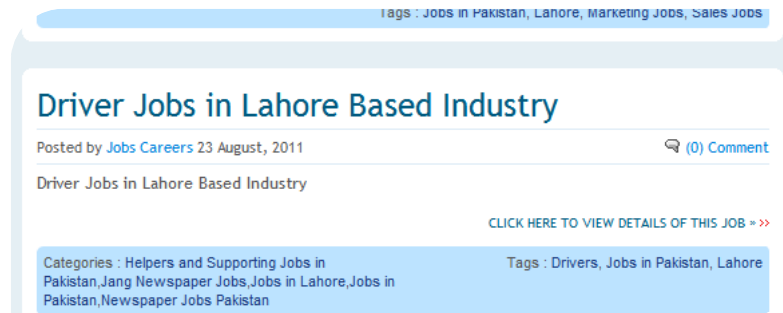 Tags : Jobs in Pakistan, Lahore, Marketing Jobs, Sales Jobs
Driver Jobs in Lahore Based Industry
Posted by Jobs Careers 23 August, 2011
(0) Comment
Driver Jobs in Lahore Based Industry
CLICK HERE TO VIEW DETAILS OF THIS JOB » >>
Categories : Helpers and Supporting Jobs in
Pakistan,Jang Newspaper Jobs,Jobs in Lahore,Jobs in
Pakistan,Newspaper Jobs Pakistan
Tags : Drivers, Jobs in Pakistan, Lahore